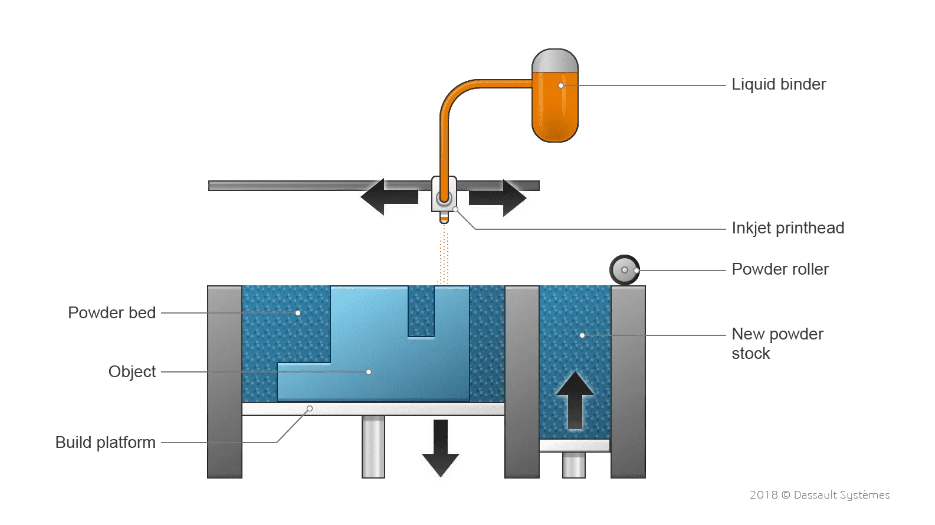 Liquid binder
Inkjet printhead
Powder roller
Powder bed
New powder
stock
Object
Build platform
2018 © Dassault Systèmes